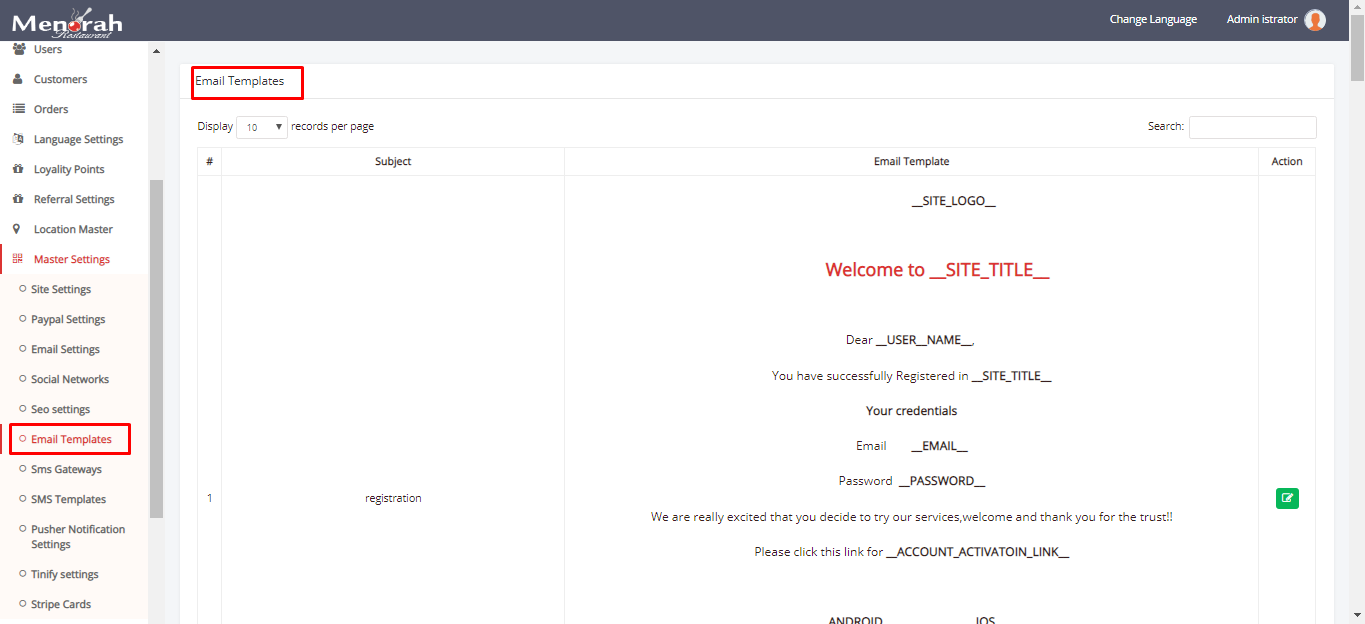 Menorah
Restaurant
Change Language
Admin istrator
Users
Customers
Orders
Language Settings
Loyality Points
Referral Settings
Location Master
Master Settings
Site Settings
Paypal Settings
Email Settings
Social Networks
Seo settings
Email Templates
Sms Gateways
SMS Templates
Pusher Notification
Settings
Tinify settings
Stripe Cards
Email Templates
Display 10 records per page
Search:
# Subject Email Template Action
__SITE_LOGO__
Welcome to __SITE_TITLE__
Dear __USER__NAME__,
You have successfully Registered in __SITE_TITLE__
Your credentials
Email __EMAIL__
Password __PASSWORD__
1 registration
We are really excited that you decide to try our services,welcome and thank you for the trust!!
Please click this link for __ACCOUNT_ACTIVATOIN_LINK__
ANDROID IOS